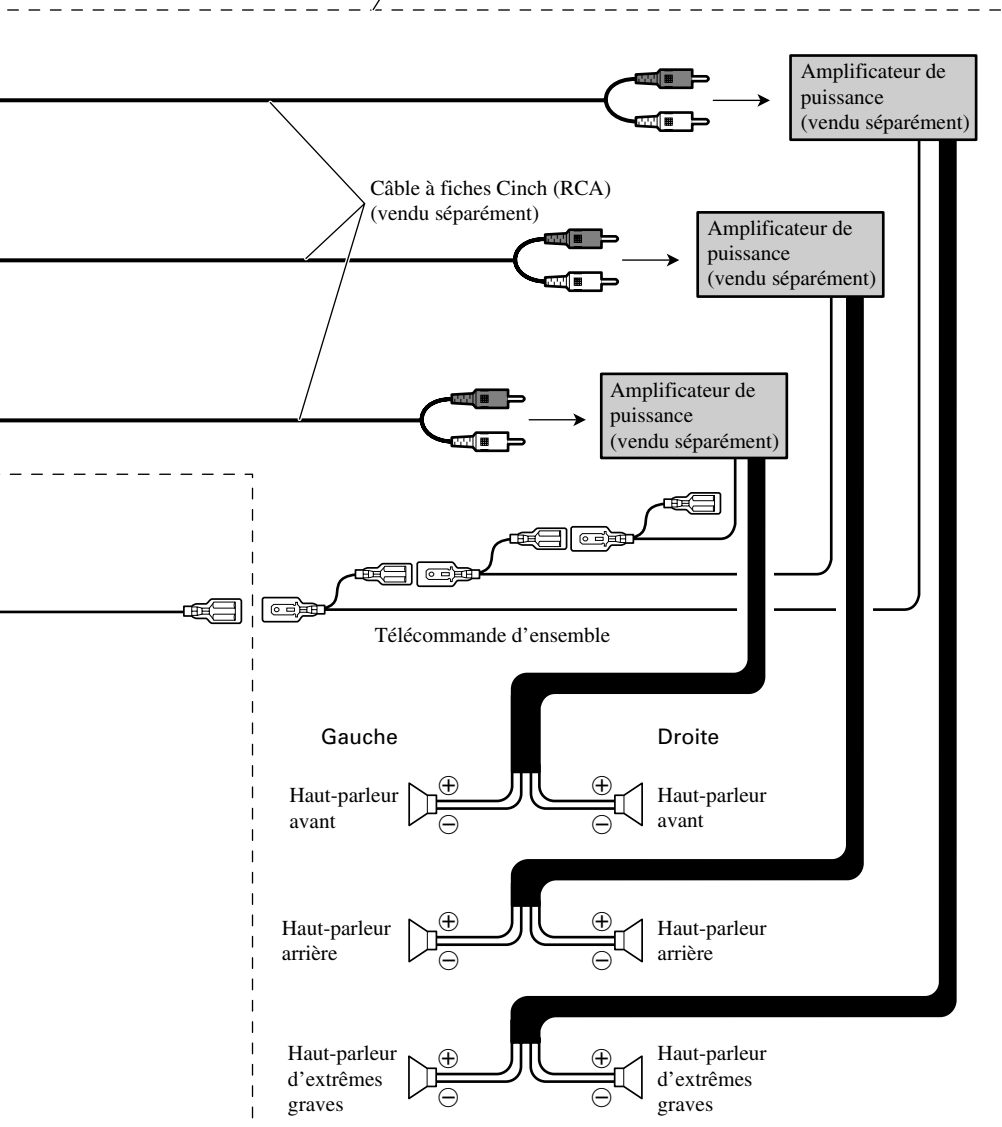 Amplificateur de
puissance
(vendu séparément)
Câble à fiches Cinch (RCA)
(vendu séparément)
Amplificateur de
puissance
(vendu séparément)
Amplificateur de
puissance
(vendu séparément)
Télécommande d’ensemble
Gauche
Droite
Haut-parleur
avant
Haut-parleur
avant
Haut-parleur
arrière
Haut-parleur
arrière
Haut-parleur
d’extrêmes
graves
Haut-parleur
d’extrêmes
graves